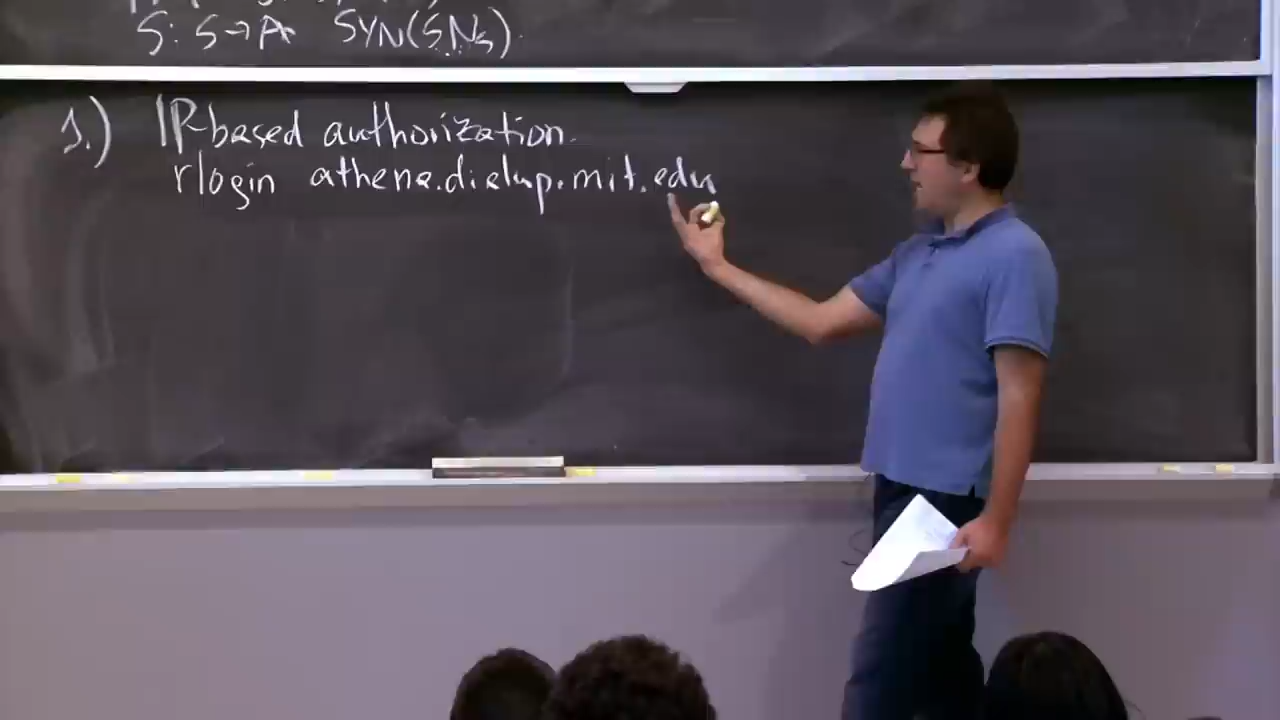 S: S→A SYN(SNs)
1.) IP-based authorization.
rlogin athena.dialup.mit.edu